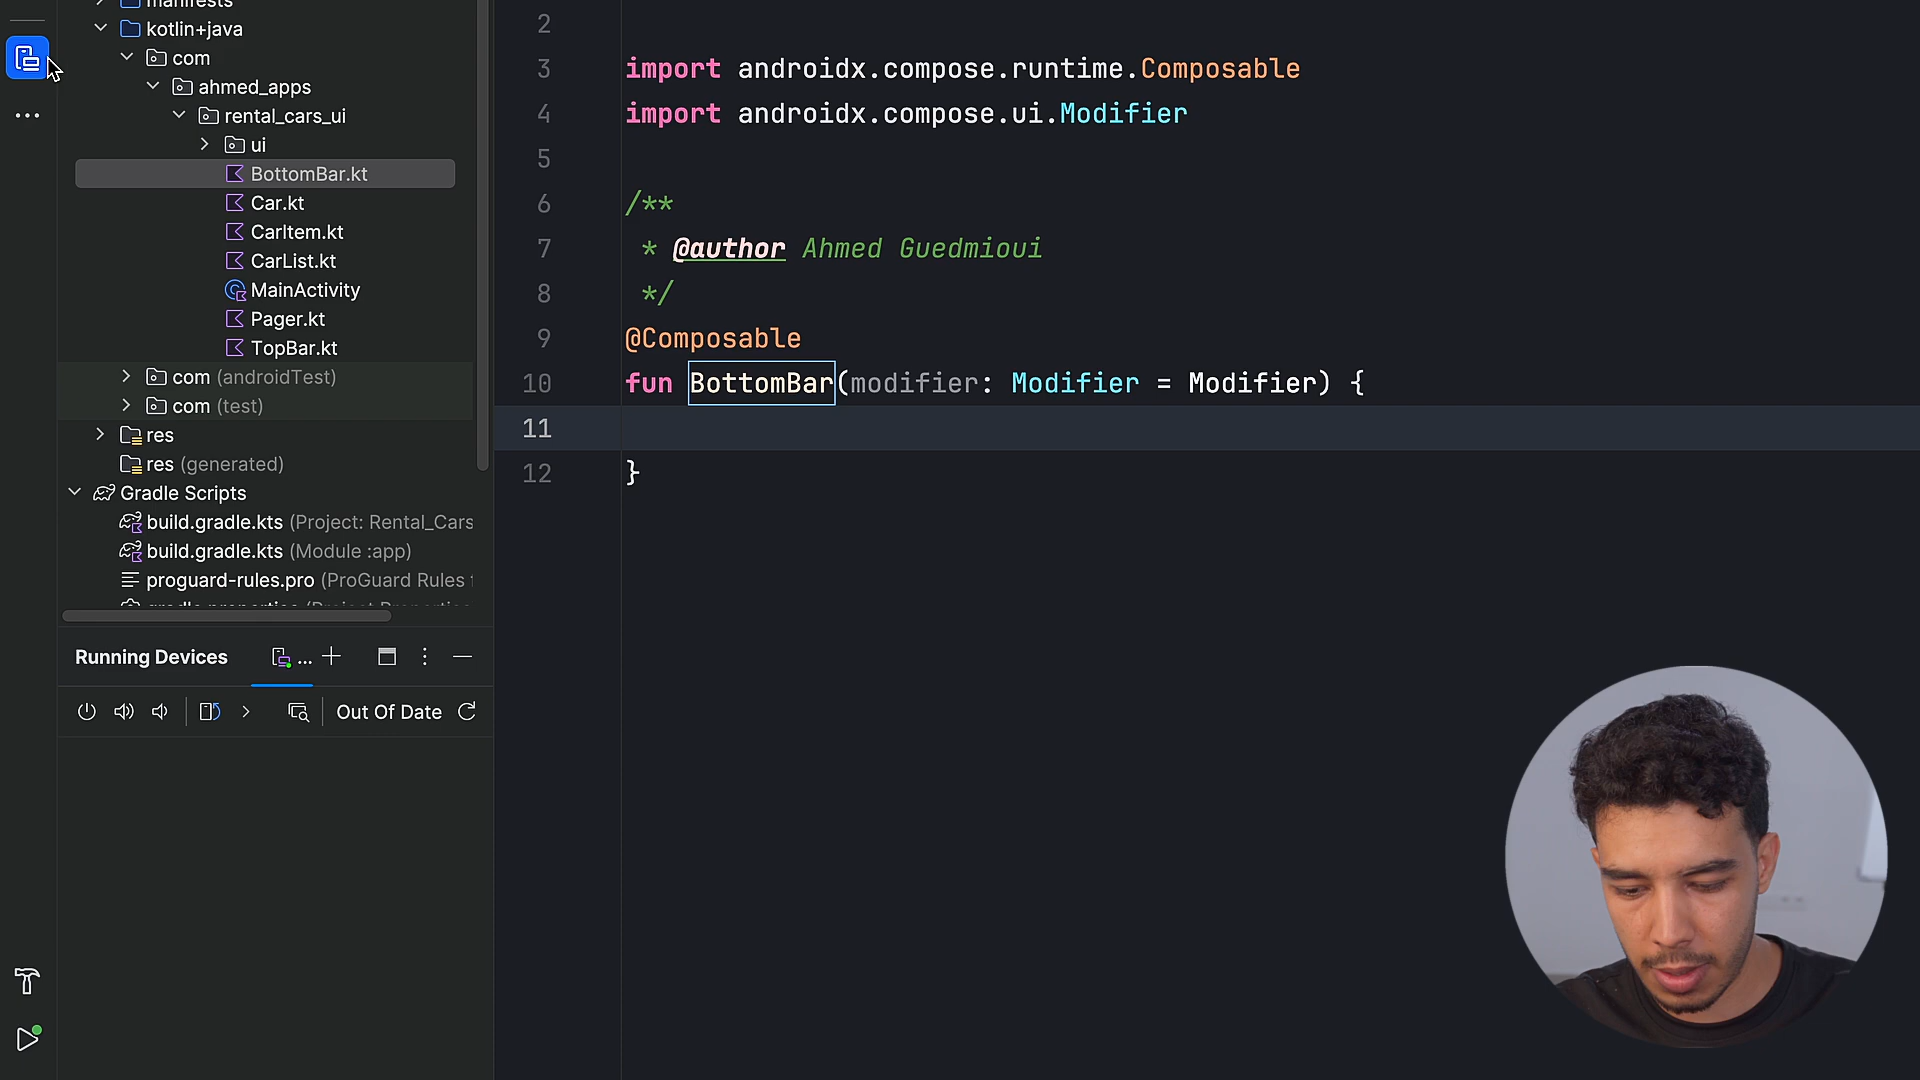 manifests
kotlin+java
com
ahmed_apps
rental_cars_ui
ui
BottomBar.kt
Car.kt
CarItem.kt
CarList.kt
MainActivity
Pager.kt
TopBar.kt
com (androidTest)
com (test)
res
res (generated)
Gradle Scripts
build.gradle.kts (Project: Rental_Cars
build.gradle.kts (Module :app)
proguard-rules.pro (ProGuard Rules
Running Devices
...
Out Of Date
2
3 import androidx.compose.runtime.Composable
4 import androidx.compose.ui.Modifier
5
6 /**
7 * @author Ahmed Guedmioui
8 */
9 @Composable
10 fun BottomBar(modifier: Modifier = Modifier) {
11
12 }